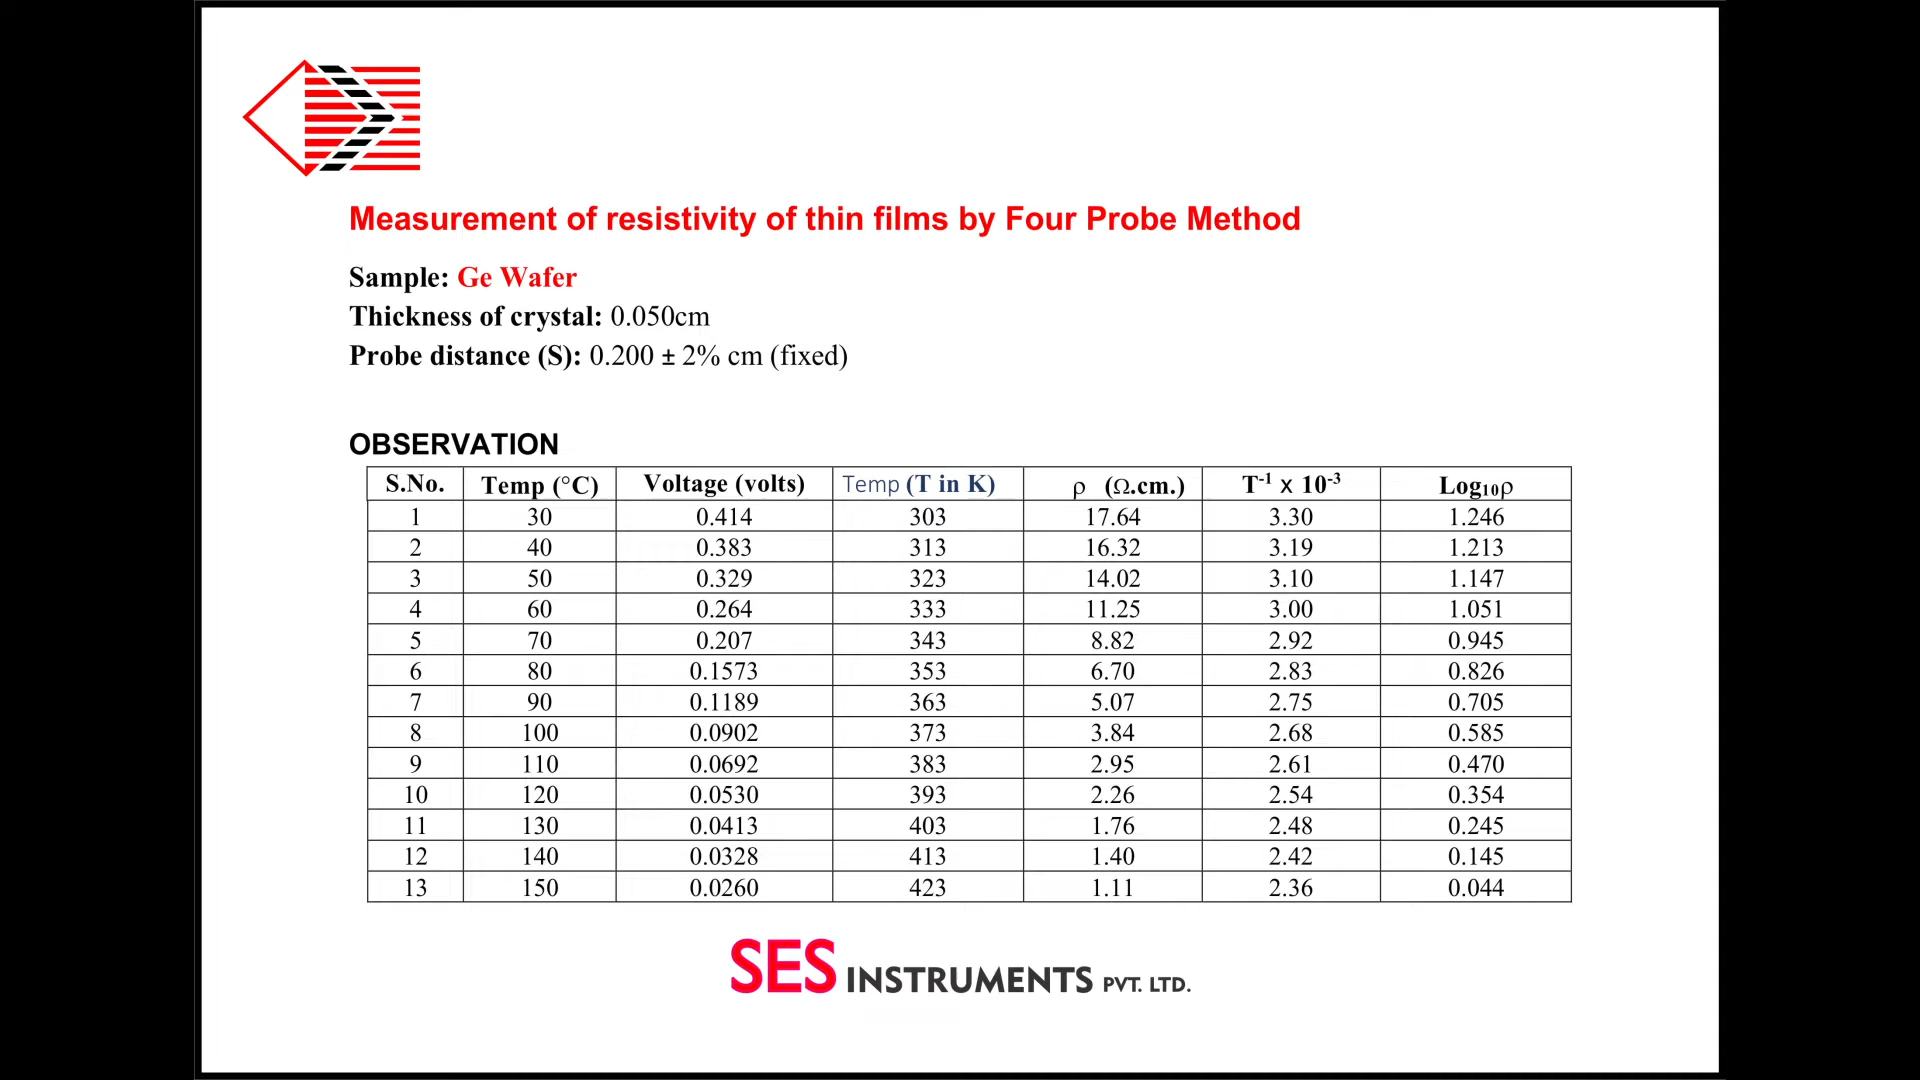 Measurement of resistivity of thin films by Four Probe Method
Sample: Ge Wafer
Thickness of crystal: 0.050cm
Probe distance (S): 0.200 ± 2% cm (fixed)
OBSERVATION
S.No. Temp (°C) Voltage (volts) Temp (T in K) ρ (Ω.cm.) T⁻¹ x 10⁻³ Log₁₀ρ
1 30 0.414 303 17.64 3.30 1.246
2 40 0.383 313 16.32 3.19 1.213
3 50 0.329 323 14.02 3.10 1.147
4 60 0.264 333 11.25 3.00 1.051
5 70 0.207 343 8.82 2.92 0.945
6 80 0.1573 353 6.70 2.83 0.826
7 90 0.1189 363 5.07 2.75 0.705
8 100 0.0902 373 3.84 2.68 0.585
9 110 0.0692 383 2.95 2.61 0.470
10 120 0.0530 393 2.26 2.54 0.354
11 130 0.0413 403 1.76 2.48 0.245
12 140 0.0328 413 1.40 2.42 0.145
13 150 0.0260 423 1.11 2.36 0.044
SES INSTRUMENTS PVT. LTD.